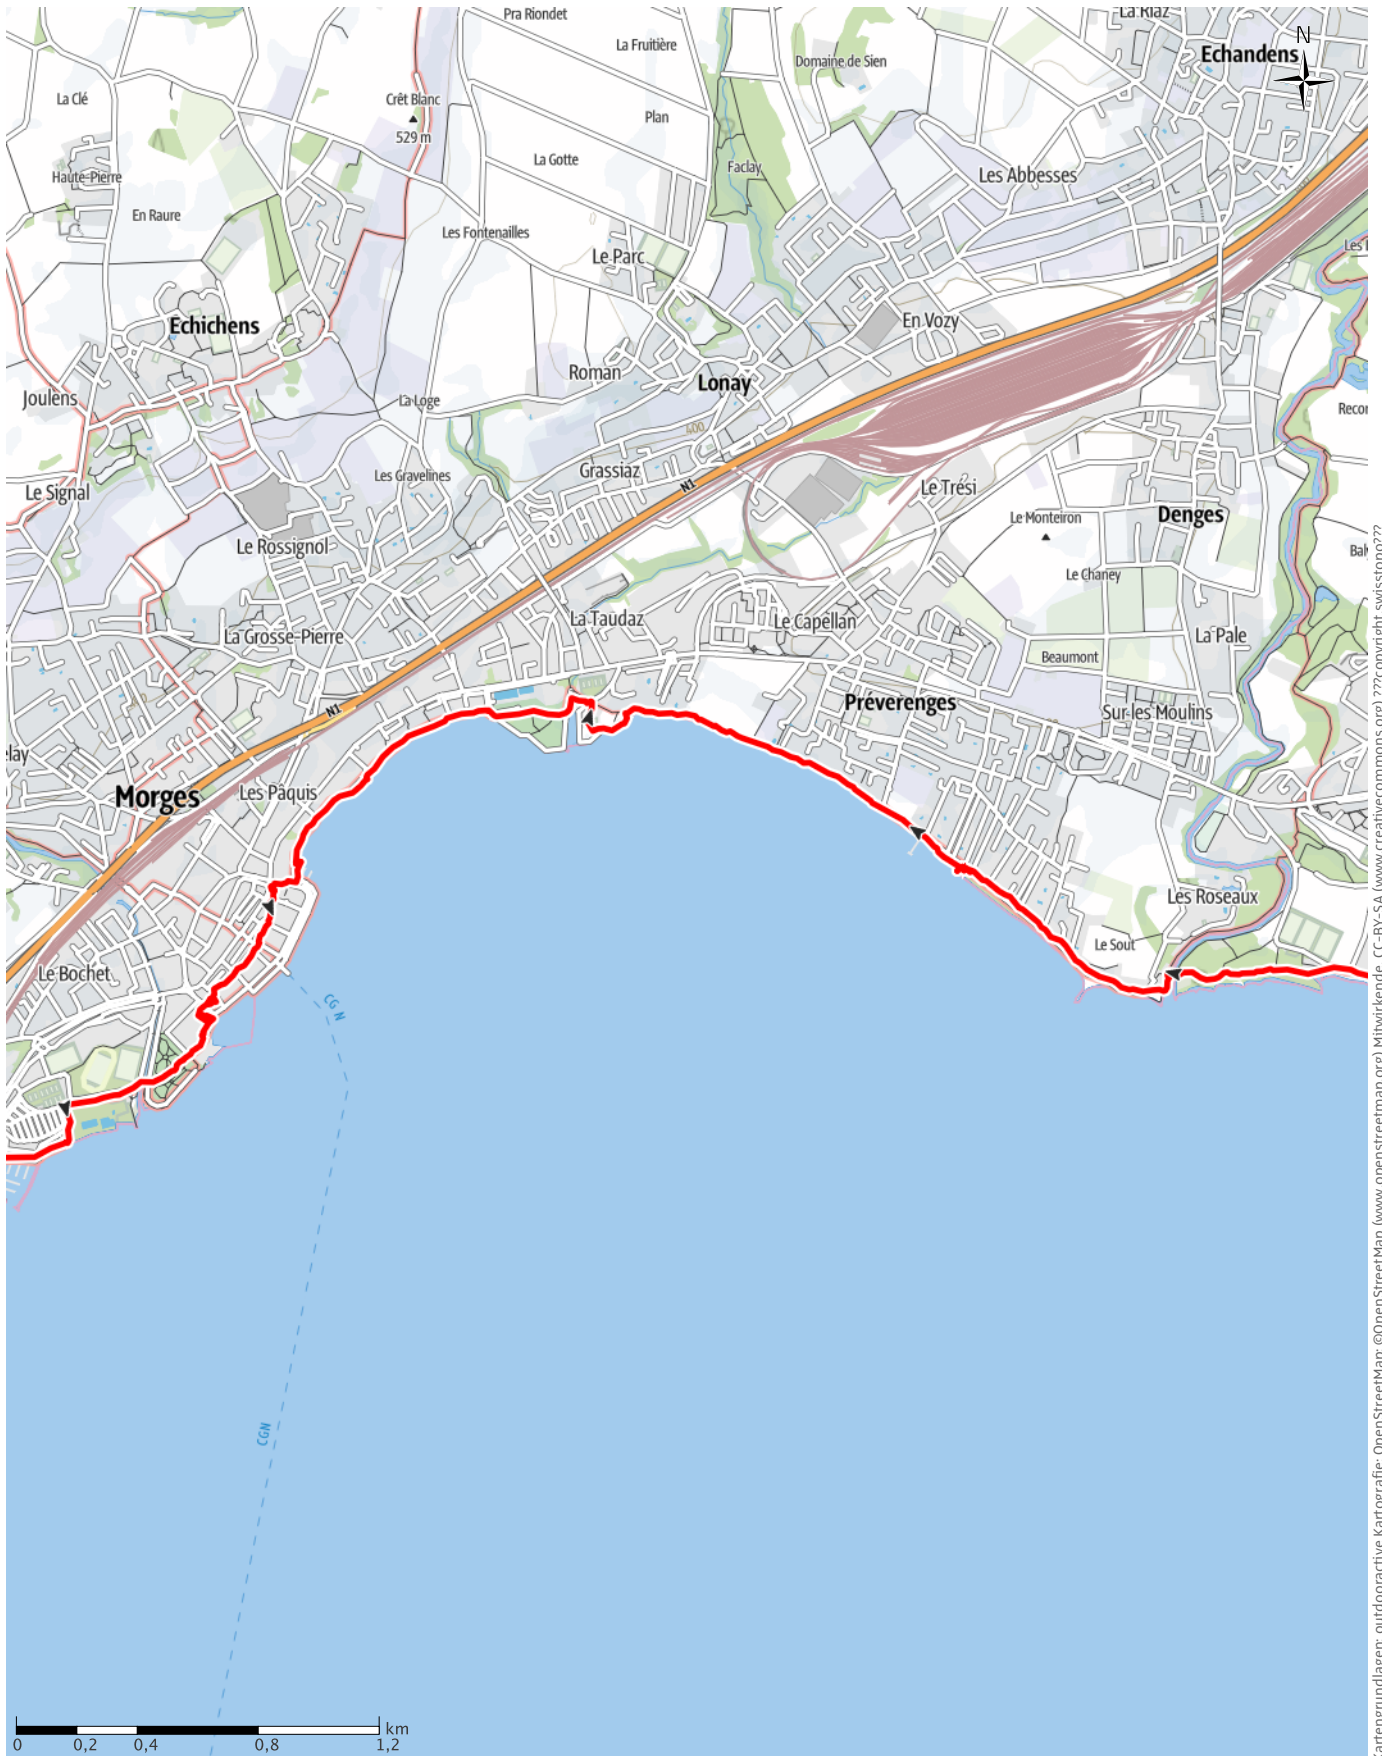 Pra Riondet
La Riaz
La Fruitière
N
Echandens
Domaine de Sien
La Clé
Crêt Blanc
529 m
Plan
La Gotte
Faclay
Les Abbesses
Haute-Pierre
En Raure
Les Fontenailles
Le Parc
Echichens
En Vozy
Roman
Lonay
Joulens
La Loge
400
Grassiaz
Les Gravelines
N1
Le Trési
Le Signal
Le Monteiron
Denges
Le Rossignol
Le Chaney
La Taudaz
Le Capellan
La Grosse-Pierre
La Pale
Beaumont
Préverenges
N1
Sur les Moulins
Morges
Les Pâquis
Les Roseaux
Le Sout
Le Bochet
CGN
CGN
km
0 0,2 0,4 0,8 1,2